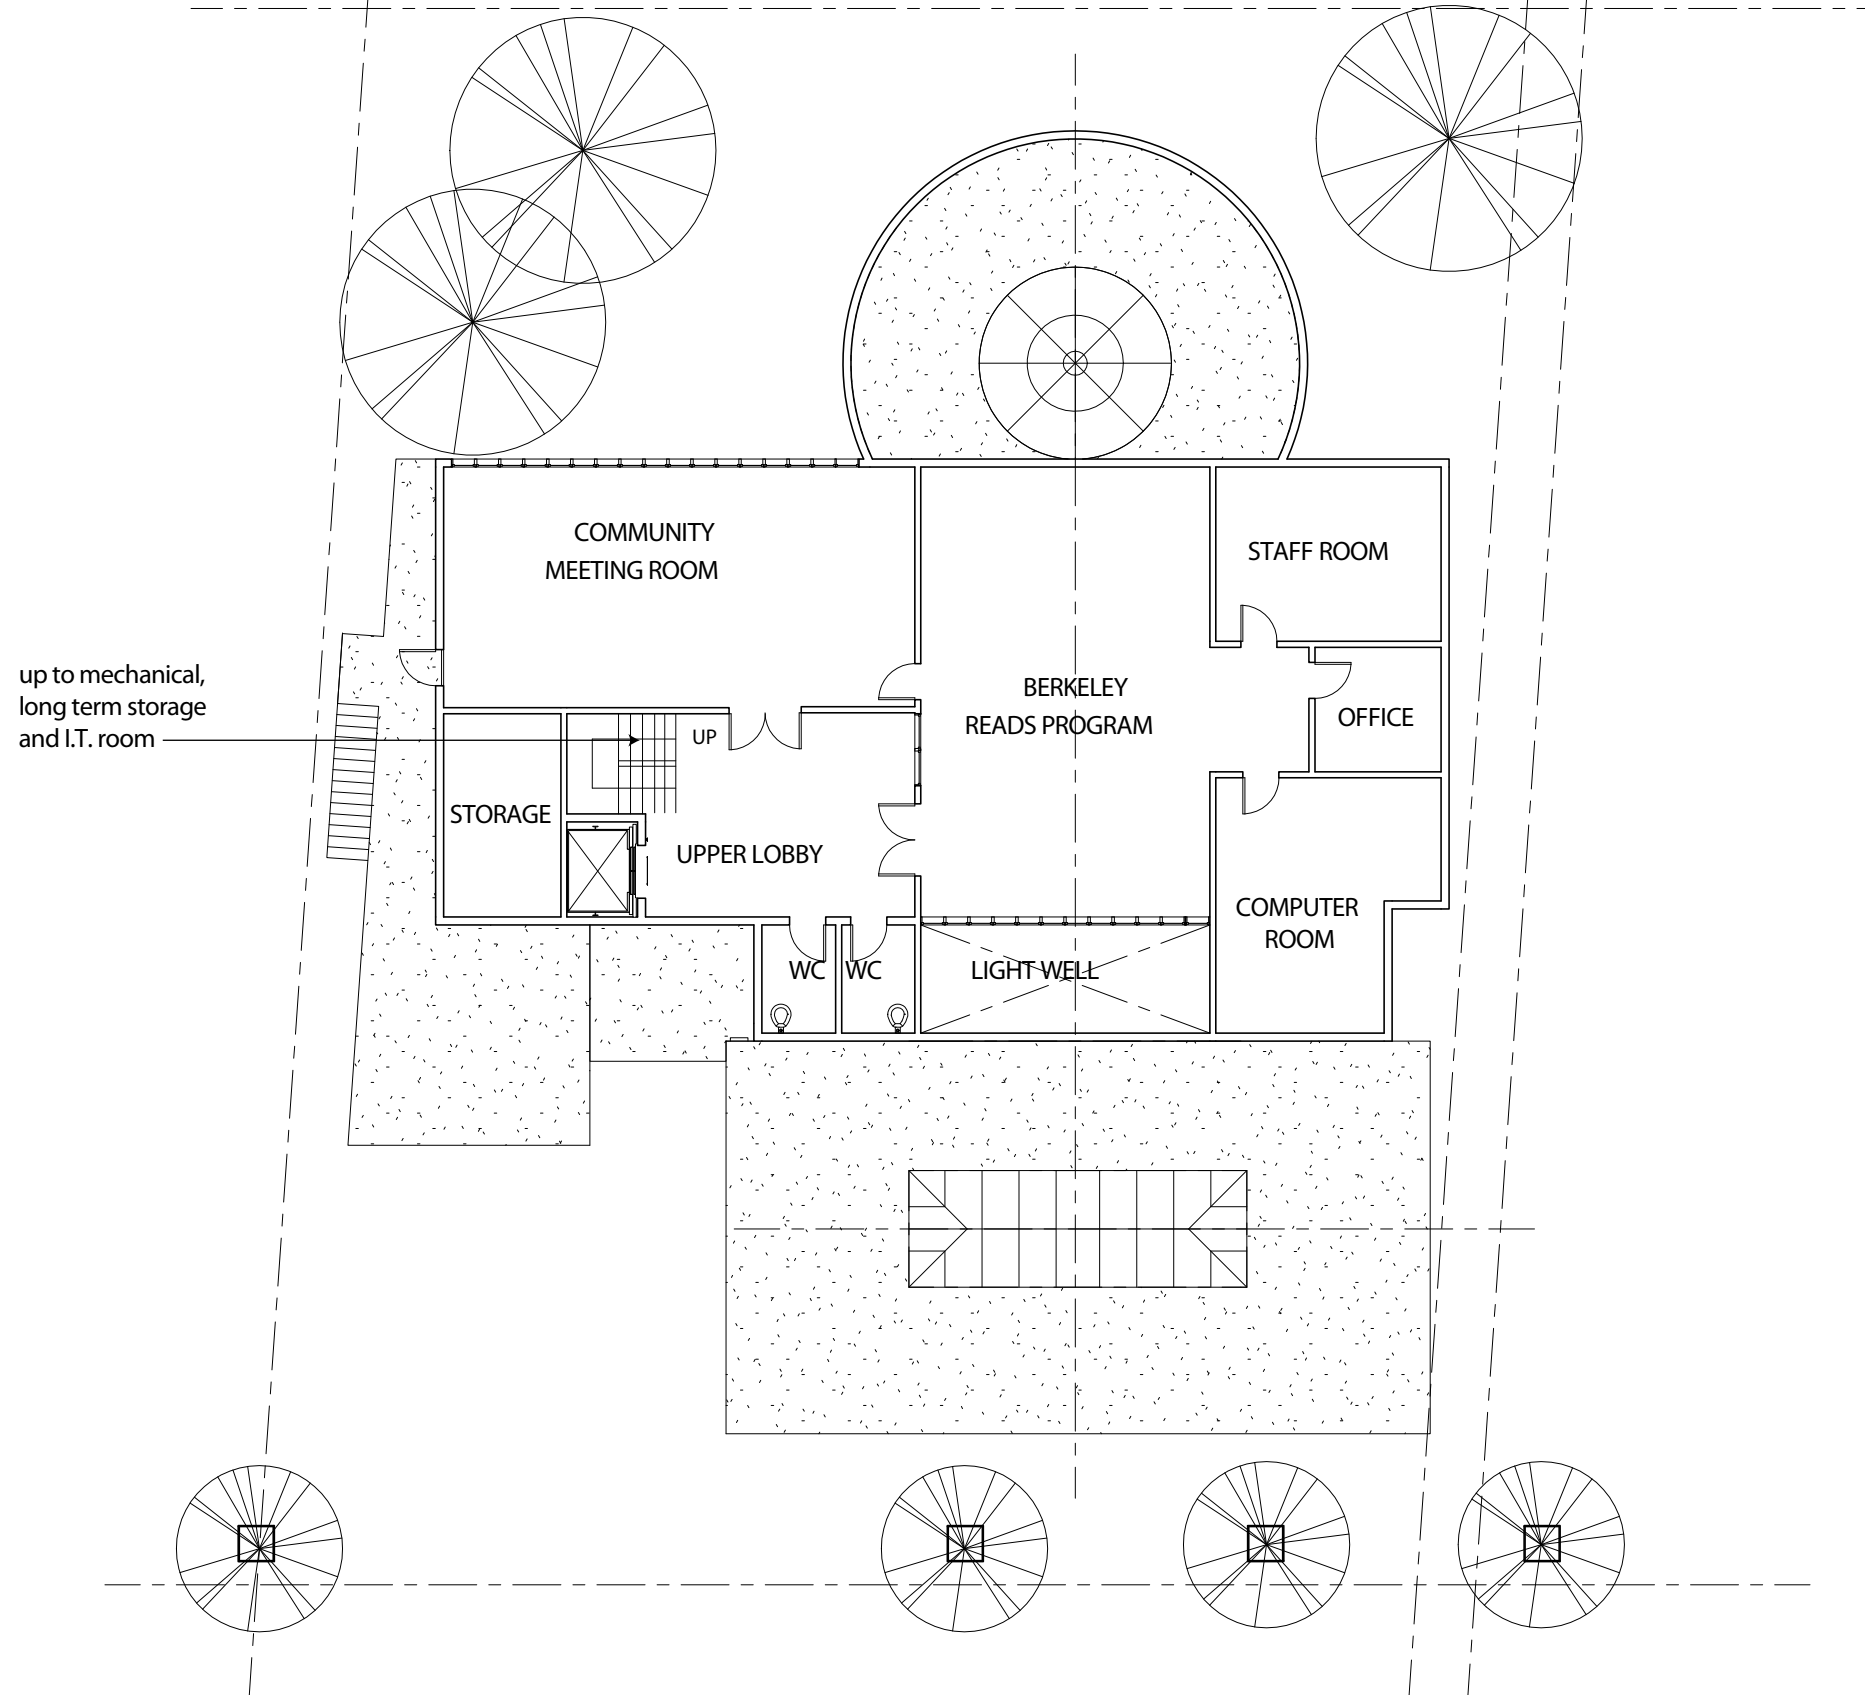 COMMUNITY
MEETING ROOM
STAFF ROOM
up to mechanical,
long term storage
and I.T. room
BERKELEY
READS PROGRAM
OFFICE
UP
STORAGE
UPPER LOBBY
COMPUTER
ROOM
WC
WC
LIGHT WELL